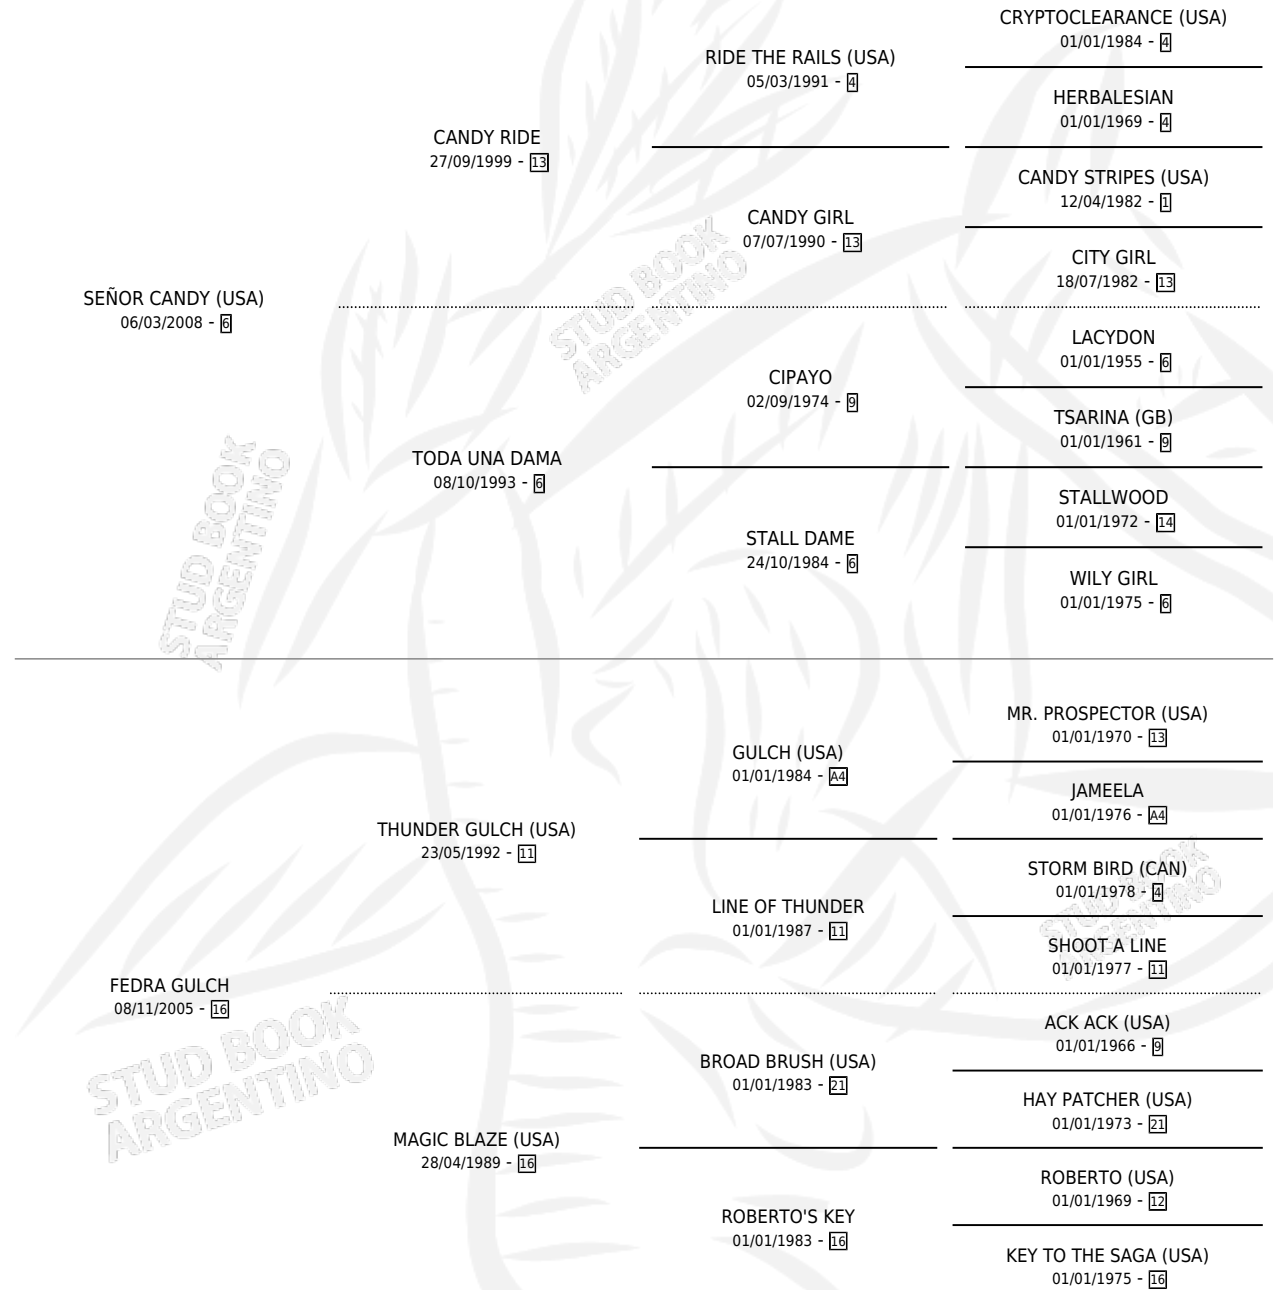 CRYPTOCLEARANCE (USA)
01/01/1984 - 4
RIDE THE RAILS (USA)
05/03/1991 - 4
HERBALESIAN
01/01/1969 - 4
CANDY RIDE
27/09/1999 - 13
CANDY STRIPES (USA)
12/04/1982 - 1
CANDY GIRL
07/07/1990 - 13
CITY GIRL
18/07/1982 - 13
SEÑOR CANDY (USA)
06/03/2008 - 6
LACYDON
01/01/1955 - 6
CIPAYO
02/09/1974 - 9
TSARINA (GB)
01/01/1961 - 9
TODA UNA DAMA
08/10/1993 - 6
STALLWOOD
01/01/1972 - 14
STALL DAME
24/10/1984 - 6
WILY GIRL
01/01/1975 - 6
STUD BOOK
ARGENTINO
STUD BOOK
ARGENTINO
MR. PROSPECTOR (USA)
01/01/1970 - 13
GULCH (USA)
01/01/1984 - A4
JAMEELA
01/01/1976 - A4
THUNDER GULCH (USA)
23/05/1992 - 11
STORM BIRD (CAN)
01/01/1978 - 4
LINE OF THUNDER
01/01/1987 - 11
SHOOT A LINE
01/01/1977 - 11
FEDRA GULCH
08/11/2005 - 16
ACK ACK (USA)
01/01/1966 - 9
BROAD BRUSH (USA)
01/01/1983 - 21
HAY PATCHER (USA)
01/01/1973 - 21
MAGIC BLAZE (USA)
28/04/1989 - 16
ROBERTO (USA)
01/01/1969 - 12
ROBERTO'S KEY
01/01/1983 - 16
KEY TO THE SAGA (USA)
01/01/1975 - 16
STUD BOOK
ARGENTINO
STUD BOOK
ARGENTINO